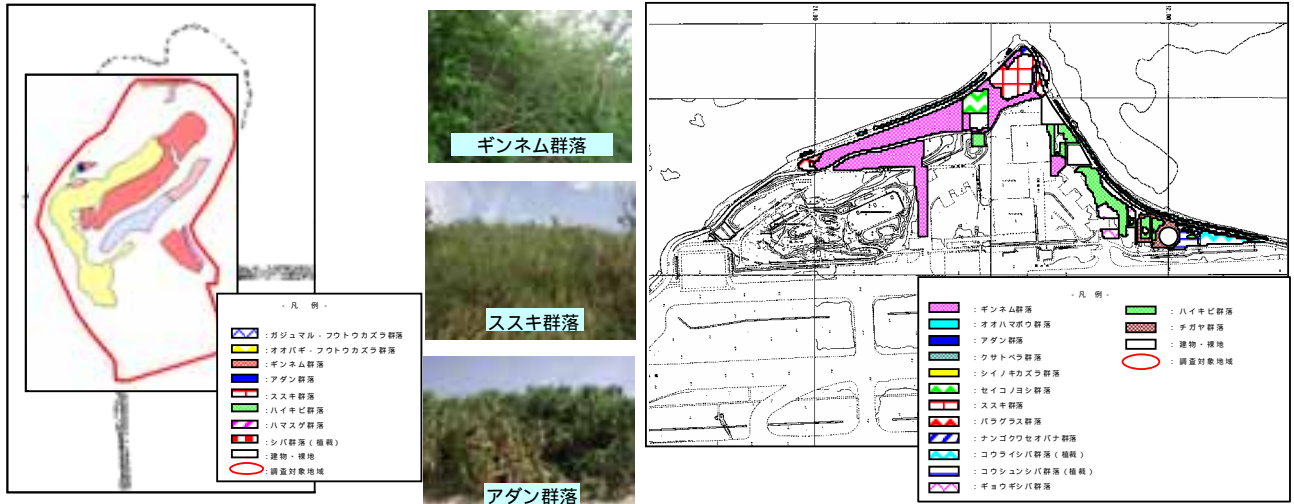 - 凡 例 -
: ガジュマル - フウトウカズラ群落
: オオバギ - フウトウカズラ群落
: ギンネム群落
: アダン群落
: ススキ群落
: ハイキビ群落
: ハマスゲ群落
: シバ群落 ( 植栽 )
: 建物・裸地
: 調査対象地域
ギンネム群落
ススキ群落
アダン群落
- 凡 例 -
: ギンネム群落
: オオハマボウ群落
: アダン群落
: クサトベラ群落
: シイノキカズラ群落
: セイコノヨシ群落
: ススキ群落
: パラグラス群落
: ナンゴクワセオバナ群落
: コウライシバ群落 ( 植栽 )
: コウシュンシバ群落 ( 植栽 )
: ギョウギシバ群落
: ハイキビ群落
: チガヤ群落
: 建物・裸地
: 調査対象地域